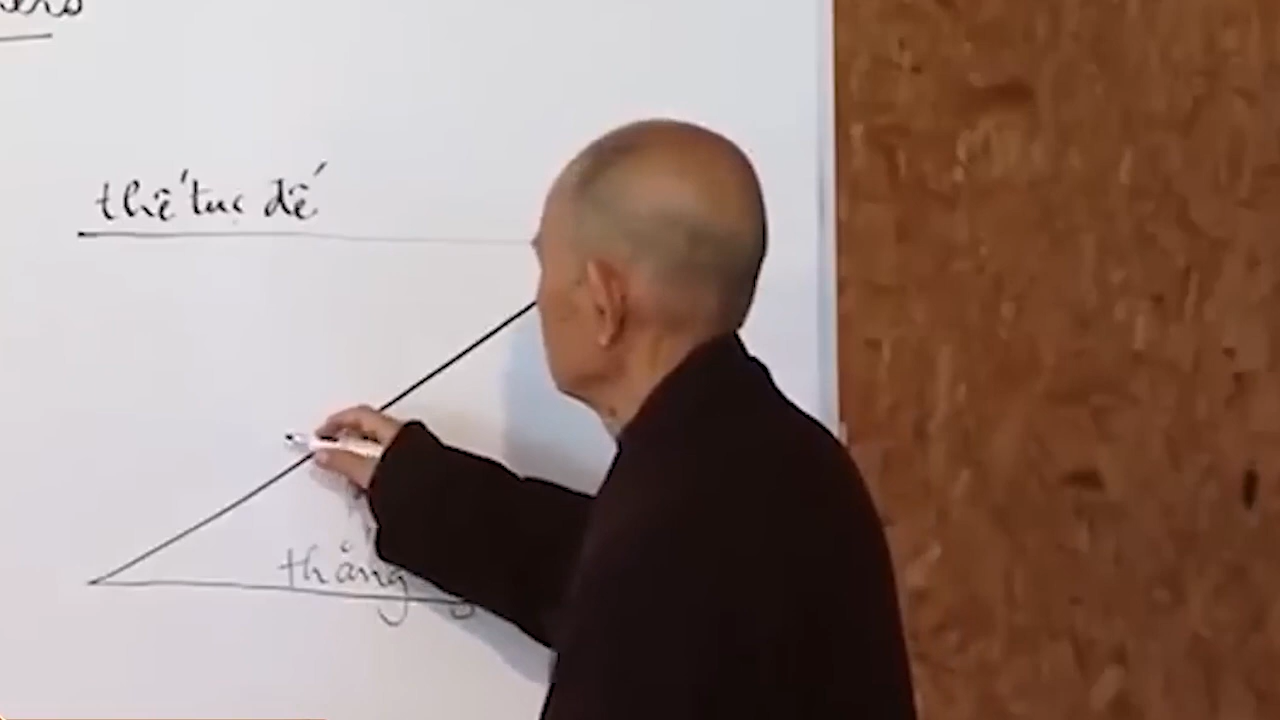 thế tục đế
thắng